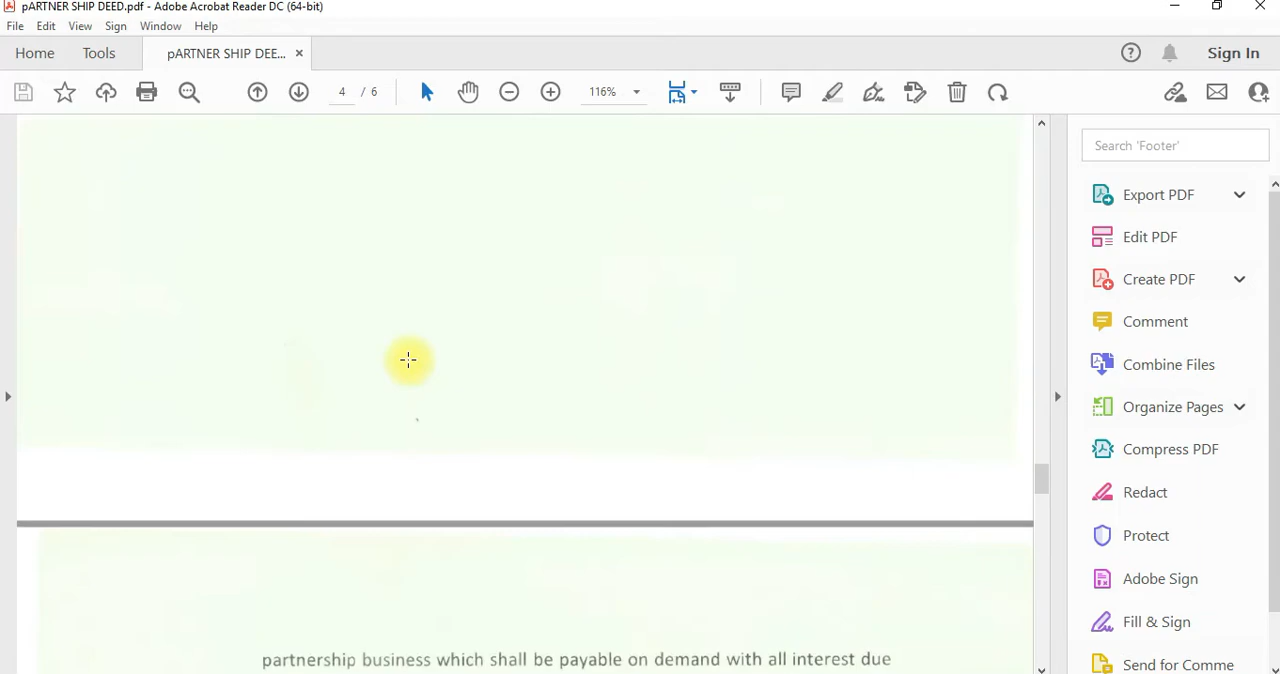 pARTNER SHIP DEED.pdf - Adobe Acrobat Reader DC (64-bit)
File Edit View Sign Window Help
Home Tools pARTNER SHIP DEE... × Sign In
4 / 6 116%
Search 'Footer'
Export PDF
Edit PDF
Create PDF
Comment
Combine Files
Organize Pages
Compress PDF
Redact
Protect
Adobe Sign
Fill & Sign
Send for Comme
partnership business which shall be payable on demand with all interest due